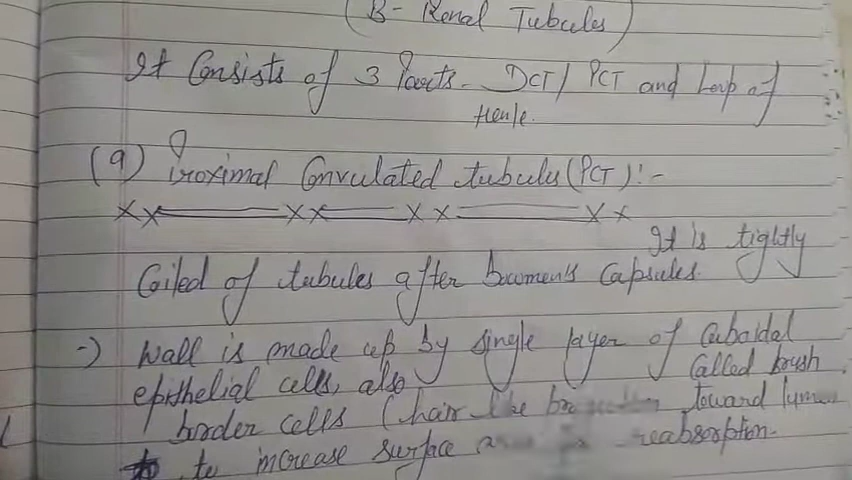 (B- Renal Tubules)
It Consists of 3 Parts. DCT/ PCT and Loop of
Henle.
(a) Proximal Convulated tubules (PCT) :-
It is tightly
Coiled of tubules after bowmen's Capsules.
-) Wall is made up by single layer of Cuboidal
epithelial cells, also Called brush
border cells (hair like toward lumen
to increase surface reabsorption.